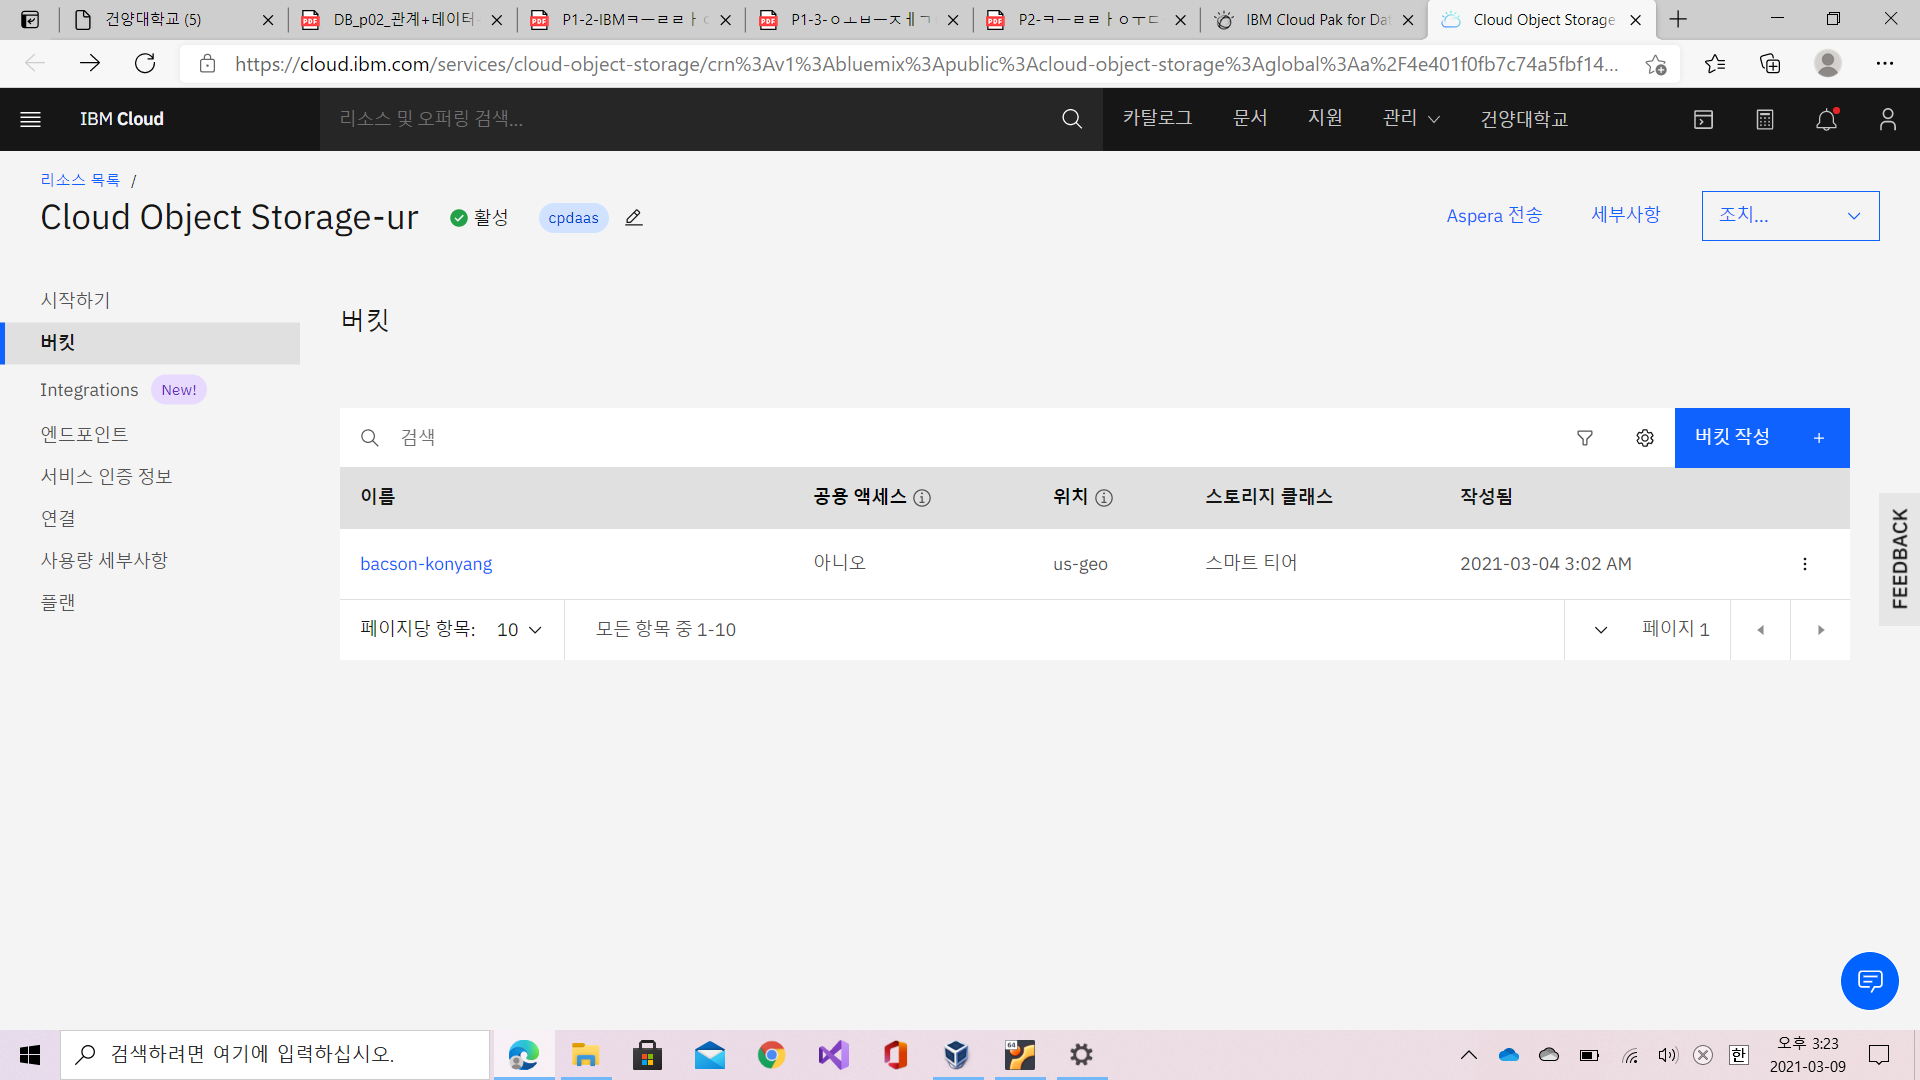 건양대학교 (5)
DB_p02_관계+데이터
P1-2-IBMㅋㅡㄹㄹㅏㅇ
P1-3-ㅇㅗㅂㅡㅈㅔㄱ
P2-ㅋㅡㄹㄹㅏㅇㅜㄷ
IBM Cloud Pak for Dat
Cloud Object Storage
https://cloud.ibm.com/services/cloud-object-storage/crn%3Av1%3Abluemix%3Apublic%3Acloud-object-storage%3Aglobal%3Aa%2F4e401f0fb7c74a5fbf14...
IBM Cloud
리소스 및 오퍼링 검색...
카탈로그
문서
지원
관리
건양대학교
리소스 목록 /
Cloud Object Storage-ur
활성
cpdaas
Aspera 전송
세부사항
조치...
시작하기
버킷
Integrations New!
엔드포인트
서비스 인증 정보
연결
사용량 세부사항
플랜
버킷
검색
버킷 작성 +
이름 공용 액세스 위치 스토리지 클래스 작성됨
bacson-konyang 아니오 us-geo 스마트 티어 2021-03-04 3:02 AM
페이지당 항목: 10 모든 항목 중 1-10 페이지 1
FEEDBACK
검색하려면 여기에 입력하십시오.
64
한
오후 3:23
2021-03-09